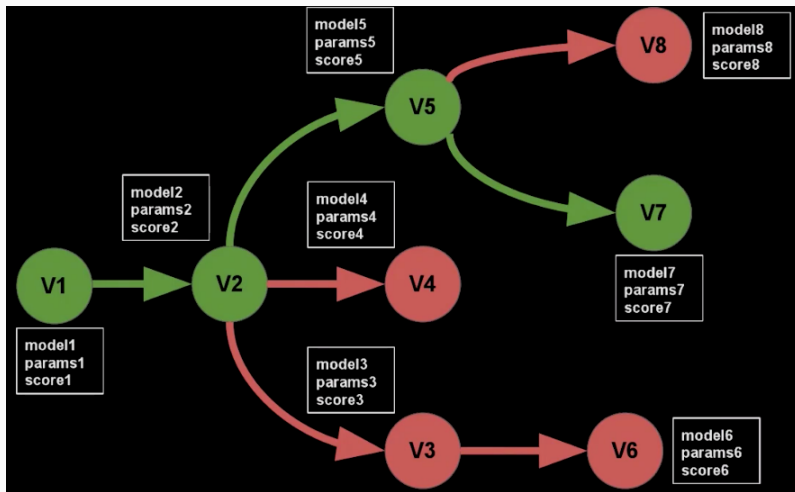 model5
params5
score5
V8
model8
params8
score8
V5
model2
params2
score2
model4
params4
score4
V7
V1
V2
V4
model7
params7
score7
model1
params1
score1
model3
params3
score3
V3
V6
model6
params6
score6